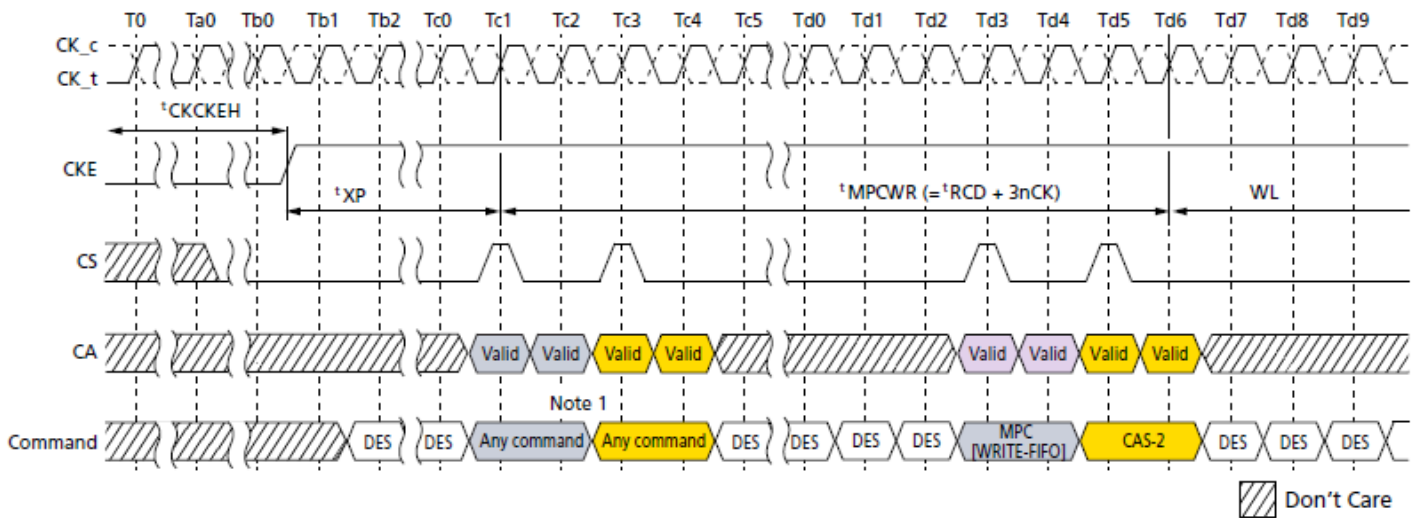 T0 Ta0 Tb0 Tb1 Tb2 Tc0 Tc1 Tc2 Tc3 Tc4 Tc5 Td0 Td1 Td2 Td3 Td4 Td5 Td6 Td7 Td8 Td9
CK_c
CK_t
tCKCKEH
CKE
tXP tMPCWR (= tRCD + 3nCK) WL
CS
CA Valid Valid Valid Valid Valid Valid Valid Valid
Note 1
Command DES DES Any command Any command DES DES DES DES MPC [WRITE-FIFO] CAS-2 DES DES DES
Don't Care